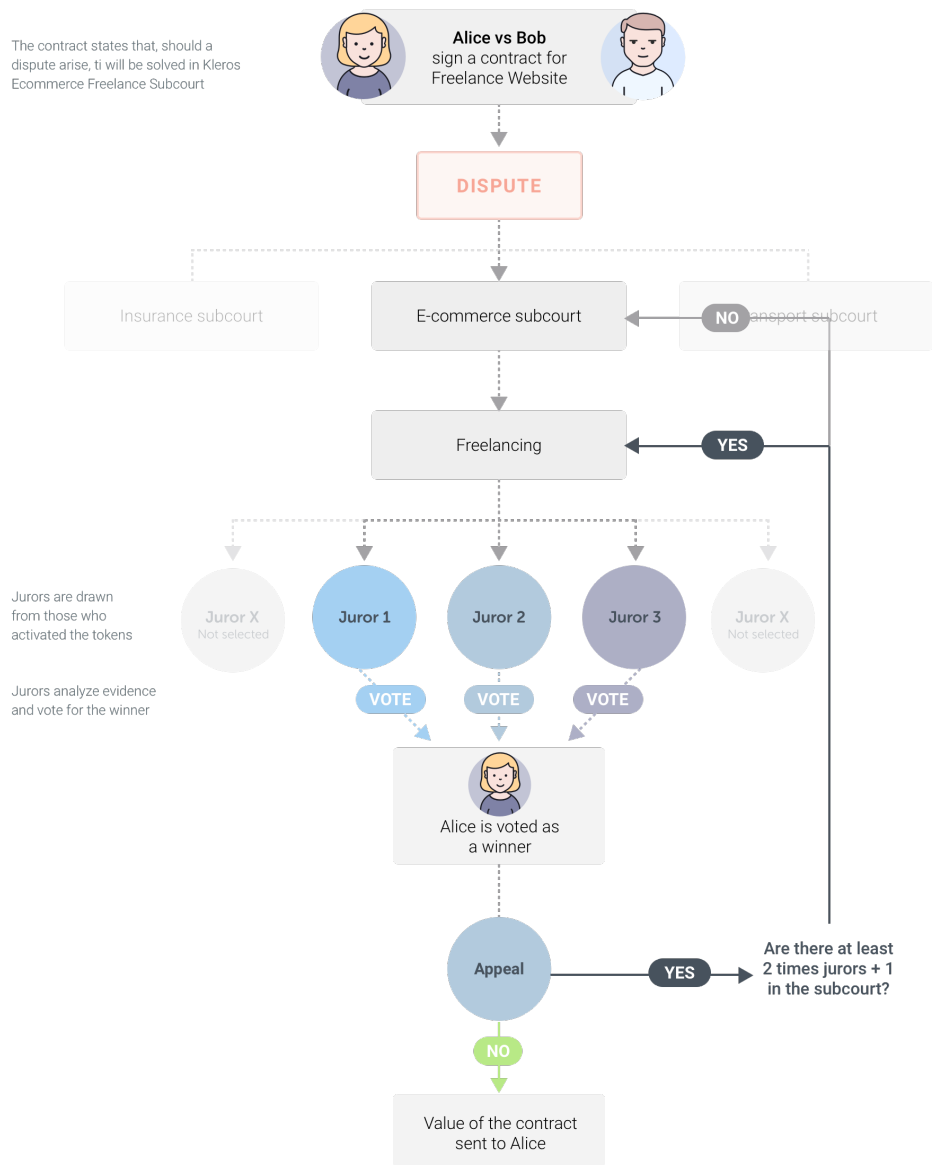 The contract states that, should a
dispute arise, ti will be solved in Kleros
Ecommerce Freelance Subcourt
Alice vs Bob
sign a contract for
Freelance Website
DISPUTE
Insurance subcourt
E-commerce subcourt
NO
ansport subcourt
Freelancing
YES
Jurors are drawn
from those who
activated the tokens
Juror X
Not selected
Juror 1
Juror 2
Juror 3
Juror X
Not selected
Jurors analyze evidence
and vote for the winner
VOTE
VOTE
VOTE
Alice is voted as
a winner
Appeal
YES
Are there at least
2 times jurors + 1
in the subcourt?
NO
Value of the contract
sent to Alice